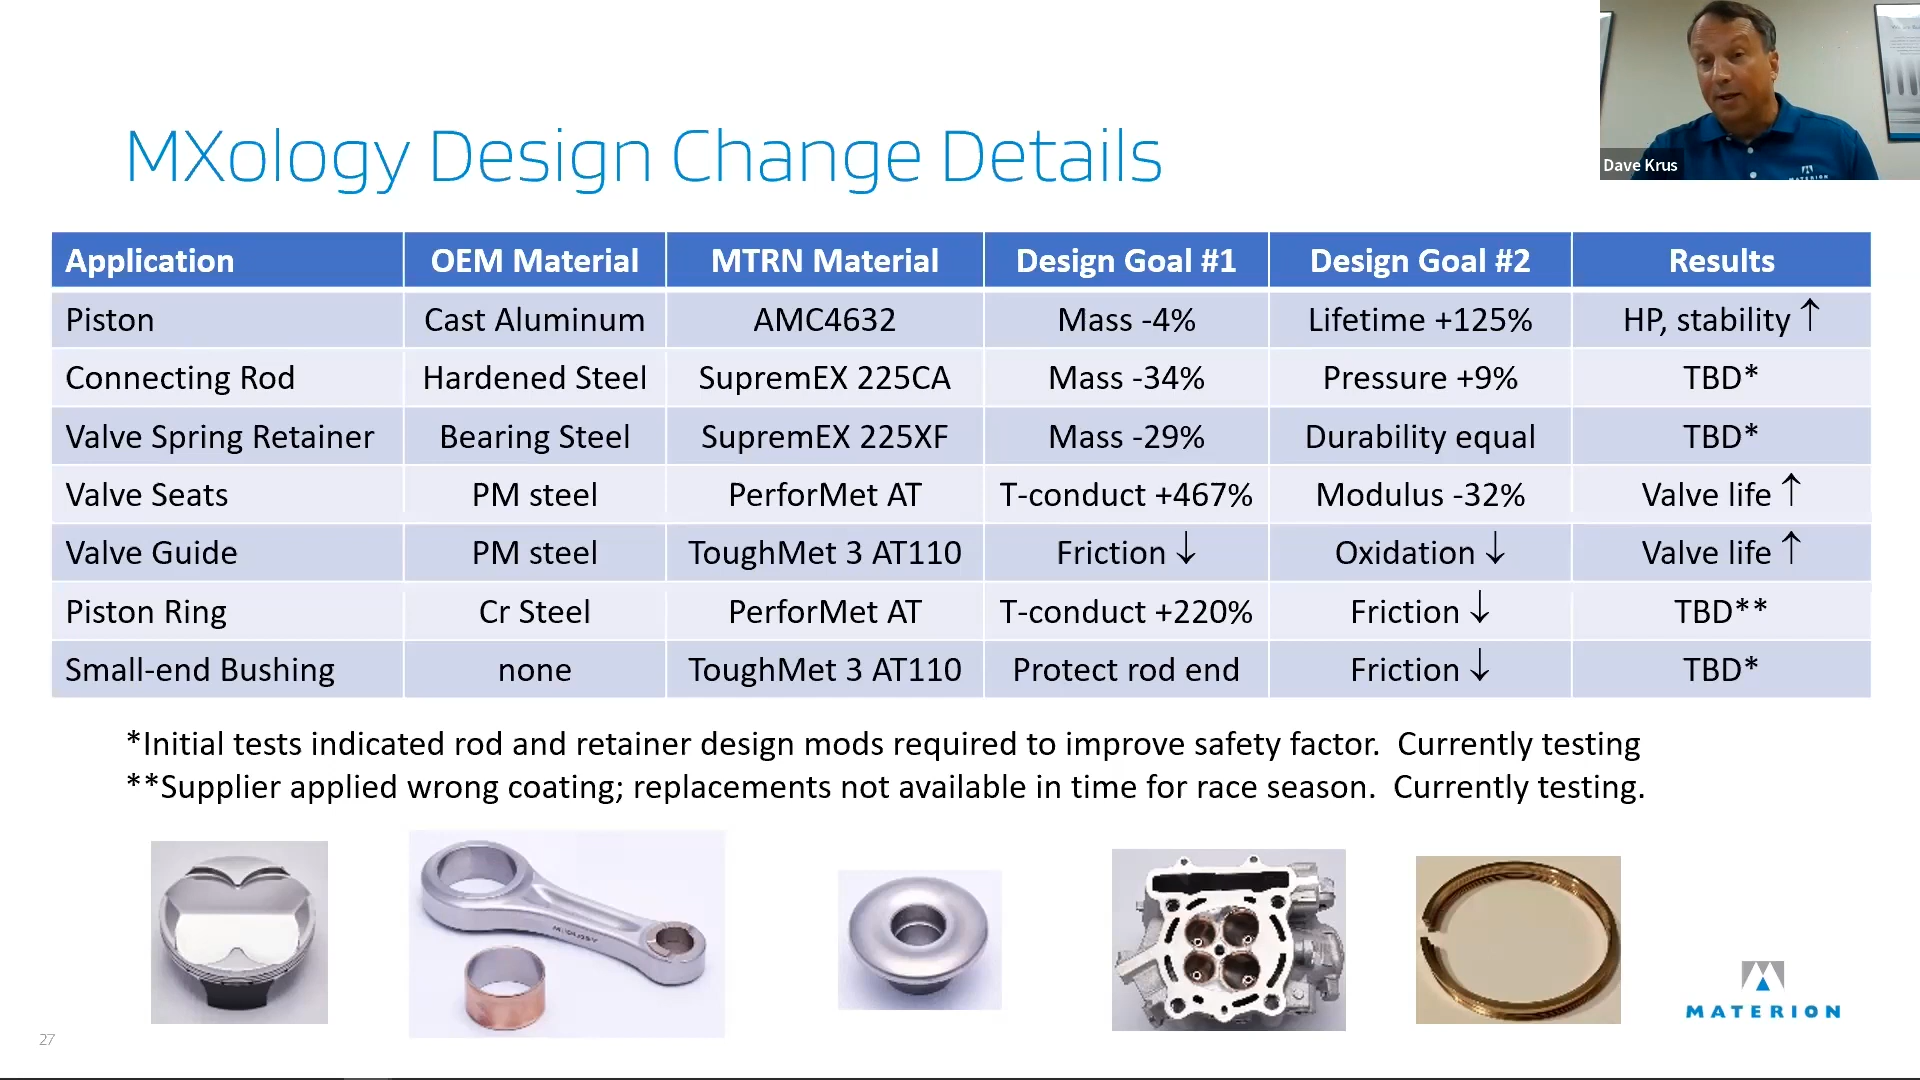 Dave Krus
MXology Design Change Details
Application OEM Material MTRN Material Design Goal #1 Design Goal #2 Results
Piston Cast Aluminum AMC4632 Mass -4% Lifetime +125% HP, stability ↑
Connecting Rod Hardened Steel SupremEX 225CA Mass -34% Pressure +9% TBD*
Valve Spring Retainer Bearing Steel SupremEX 225XF Mass -29% Durability equal TBD*
Valve Seats PM steel PerforMet AT T-conduct +467% Modulus -32% Valve life ↑
Valve Guide PM steel ToughMet 3 AT110 Friction ↓ Oxidation ↓ Valve life ↑
Piston Ring Cr Steel PerforMet AT T-conduct +220% Friction ↓ TBD**
Small-end Bushing none ToughMet 3 AT110 Protect rod end Friction ↓ TBD*
*Initial tests indicated rod and retainer design mods required to improve safety factor.  Currently testing
**Supplier applied wrong coating; replacements not available in time for race season.  Currently testing.
MATERION
27